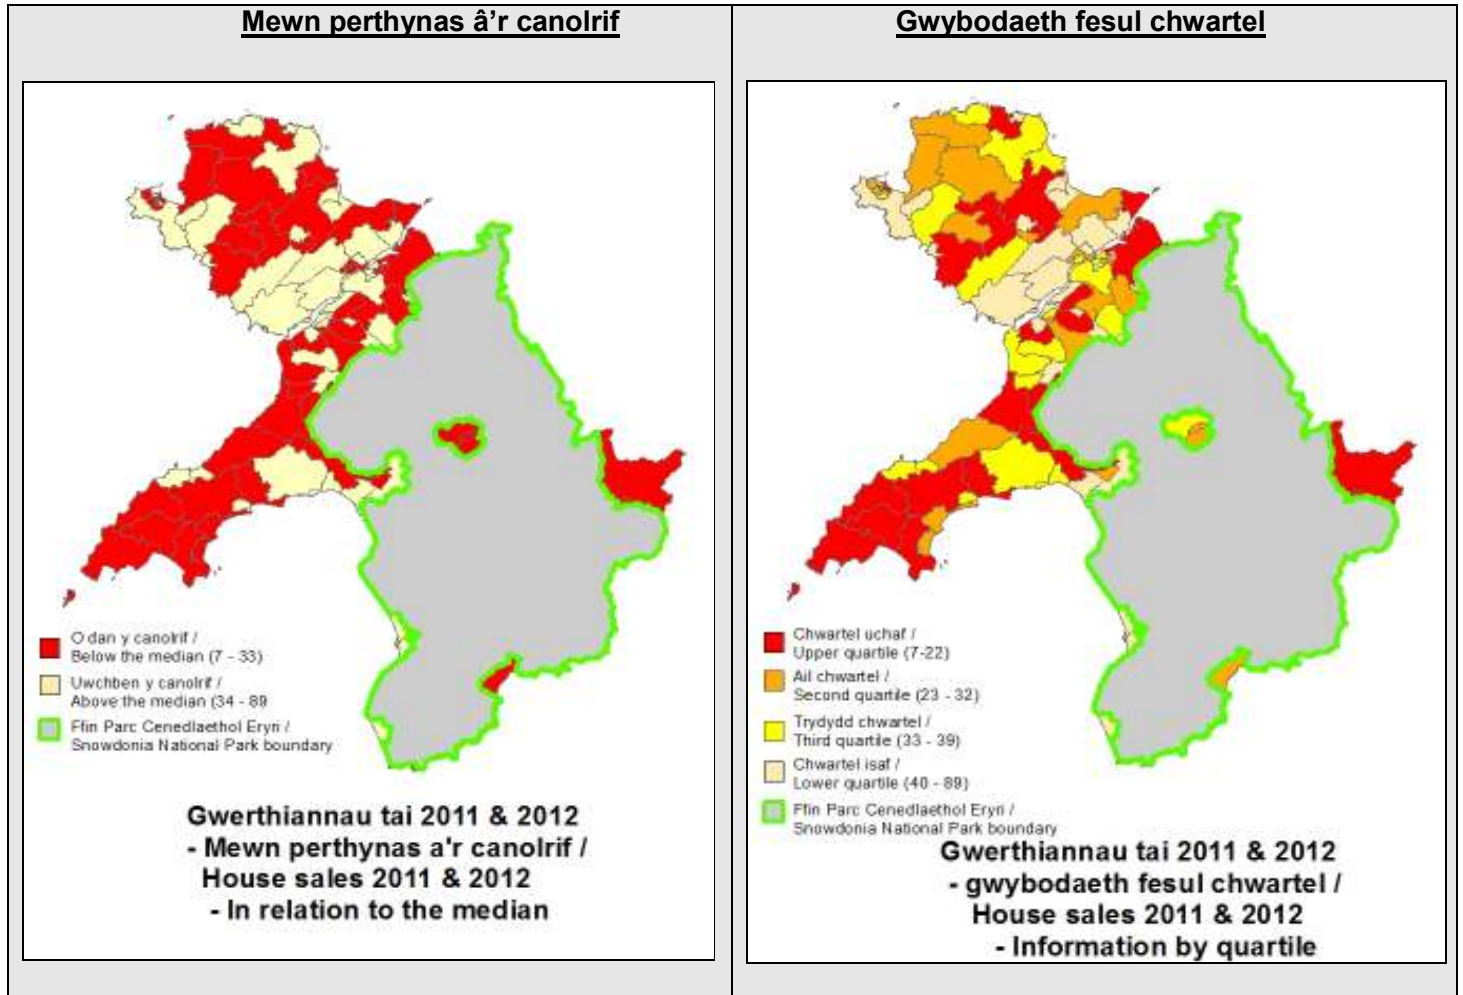 Mewn perthynas â’r canolrif
O dan y canolrif /
Below the median (7 - 33)
Uwchben y canolrif /
Above the median (34 - 89
Ffin Parc Cenedlaethol Eryri /
Snowdonia National Park boundary
Gwerthiannau tai 2011 & 2012
- Mewn perthynas a'r canolrif /
House sales 2011 & 2012
- In relation to the median
Gwybodaeth fesul chwartel
Chwartel uchaf /
Upper quartile (7-22)
Ail chwartel /
Second quartile (23 - 32)
Trydydd chwartel /
Third quartile (33 - 39)
Chwartel isaf /
Lower quartile (40 - 89)
Ffin Parc Cenedlaethol Eryri /
Snowdonia National Park boundary
Gwerthiannau tai 2011 & 2012
- gwybodaeth fesul chwartel /
House sales 2011 & 2012
- Information by quartile